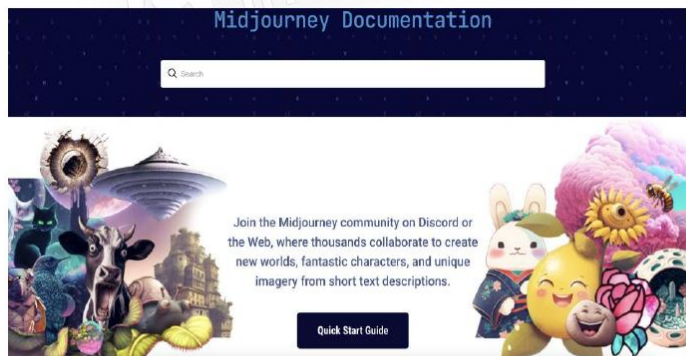 Midjourney Documentation
Search
Join the Midjourney community on Discord or
the Web, where thousands collaborate to create
new worlds, fantastic characters, and unique
imagery from short text descriptions.
Quick Start Guide